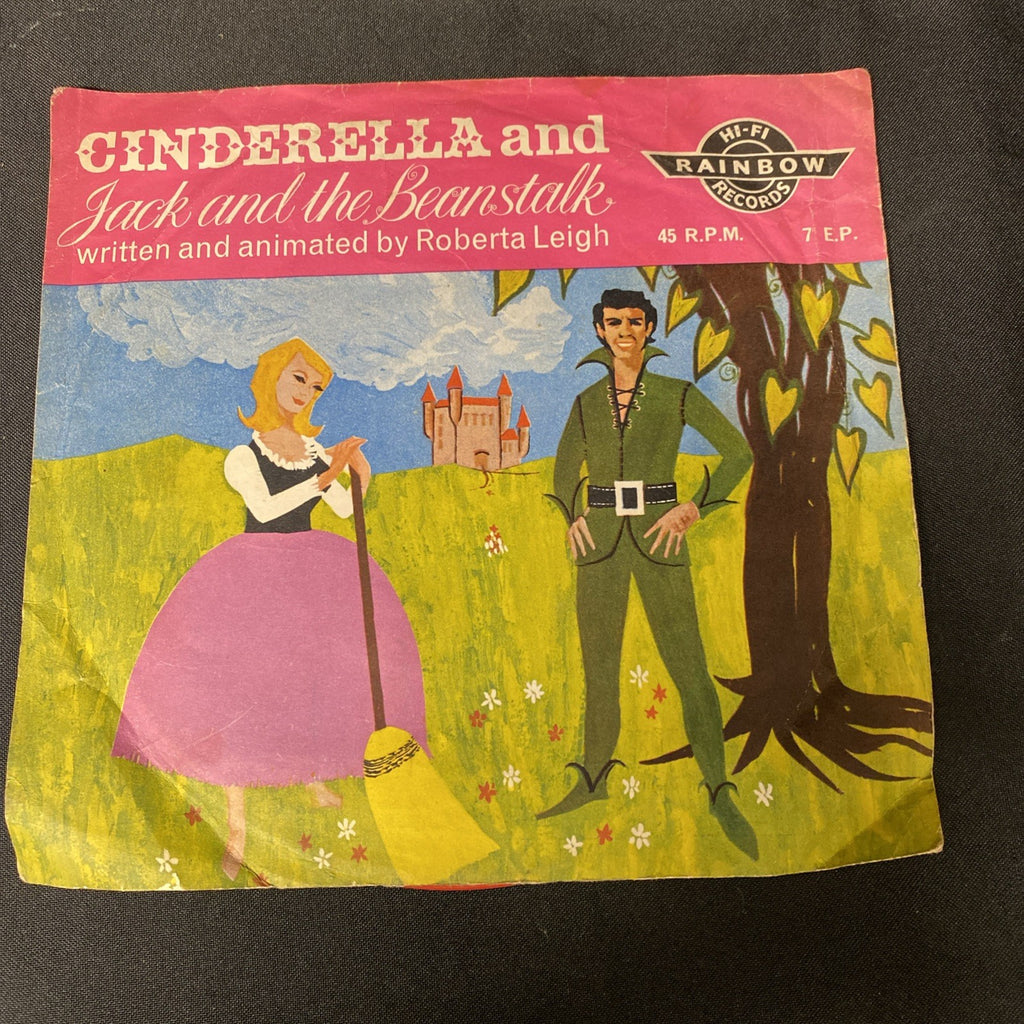 CINDERELLA and
Jack and the Beanstalk
written and animated by Roberta Leigh
HI-FI
RAINBOW
RECORDS
45 R.P.M. 7" E.P.